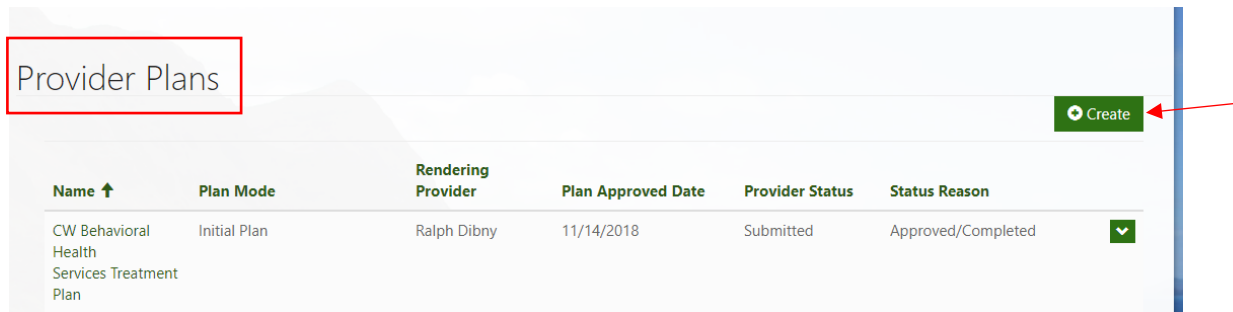 Provider Plans
Create
Rendering
Name Plan Mode Provider Plan Approved Date Provider Status Status Reason
CW Behavioral Initial Plan Ralph Dibny 11/14/2018 Submitted Approved/Completed
Health
Services Treatment
Plan